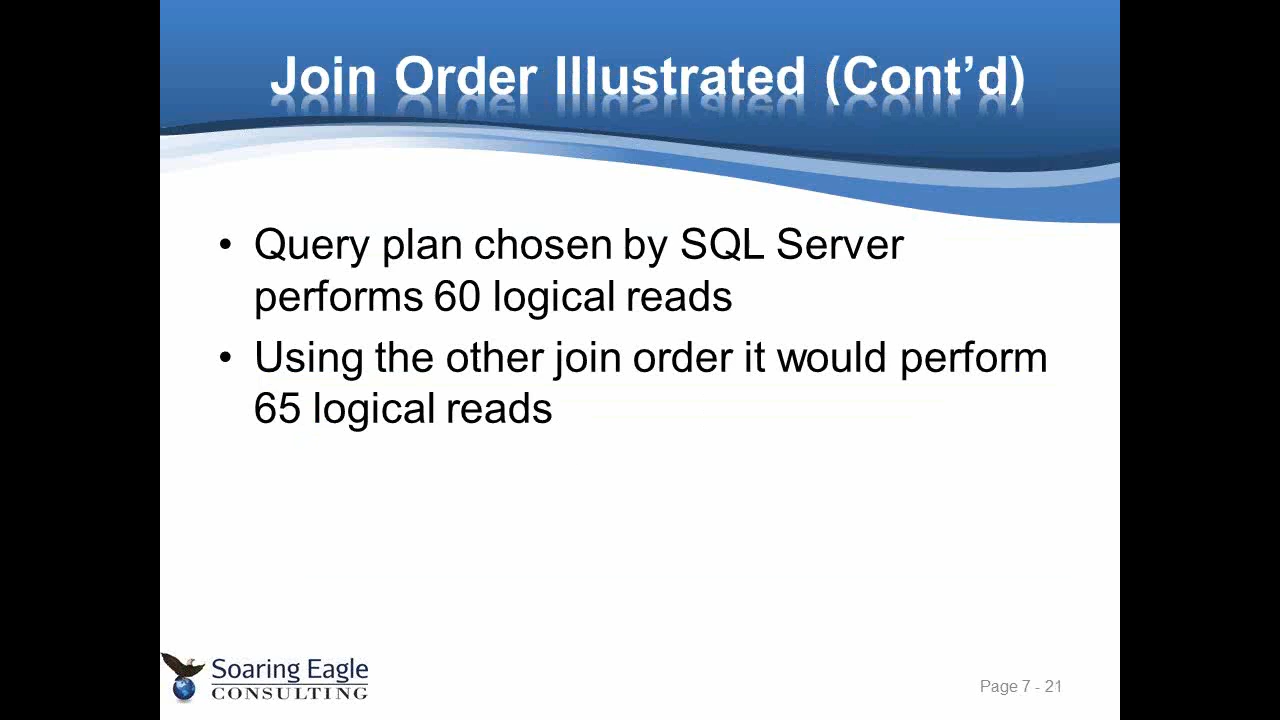 Join Order Illustrated (Cont’d)
• Query plan chosen by SQL Server
performs 60 logical reads
• Using the other join order it would perform
65 logical reads
Soaring Eagle
CONSULTING
Page 7 - 21